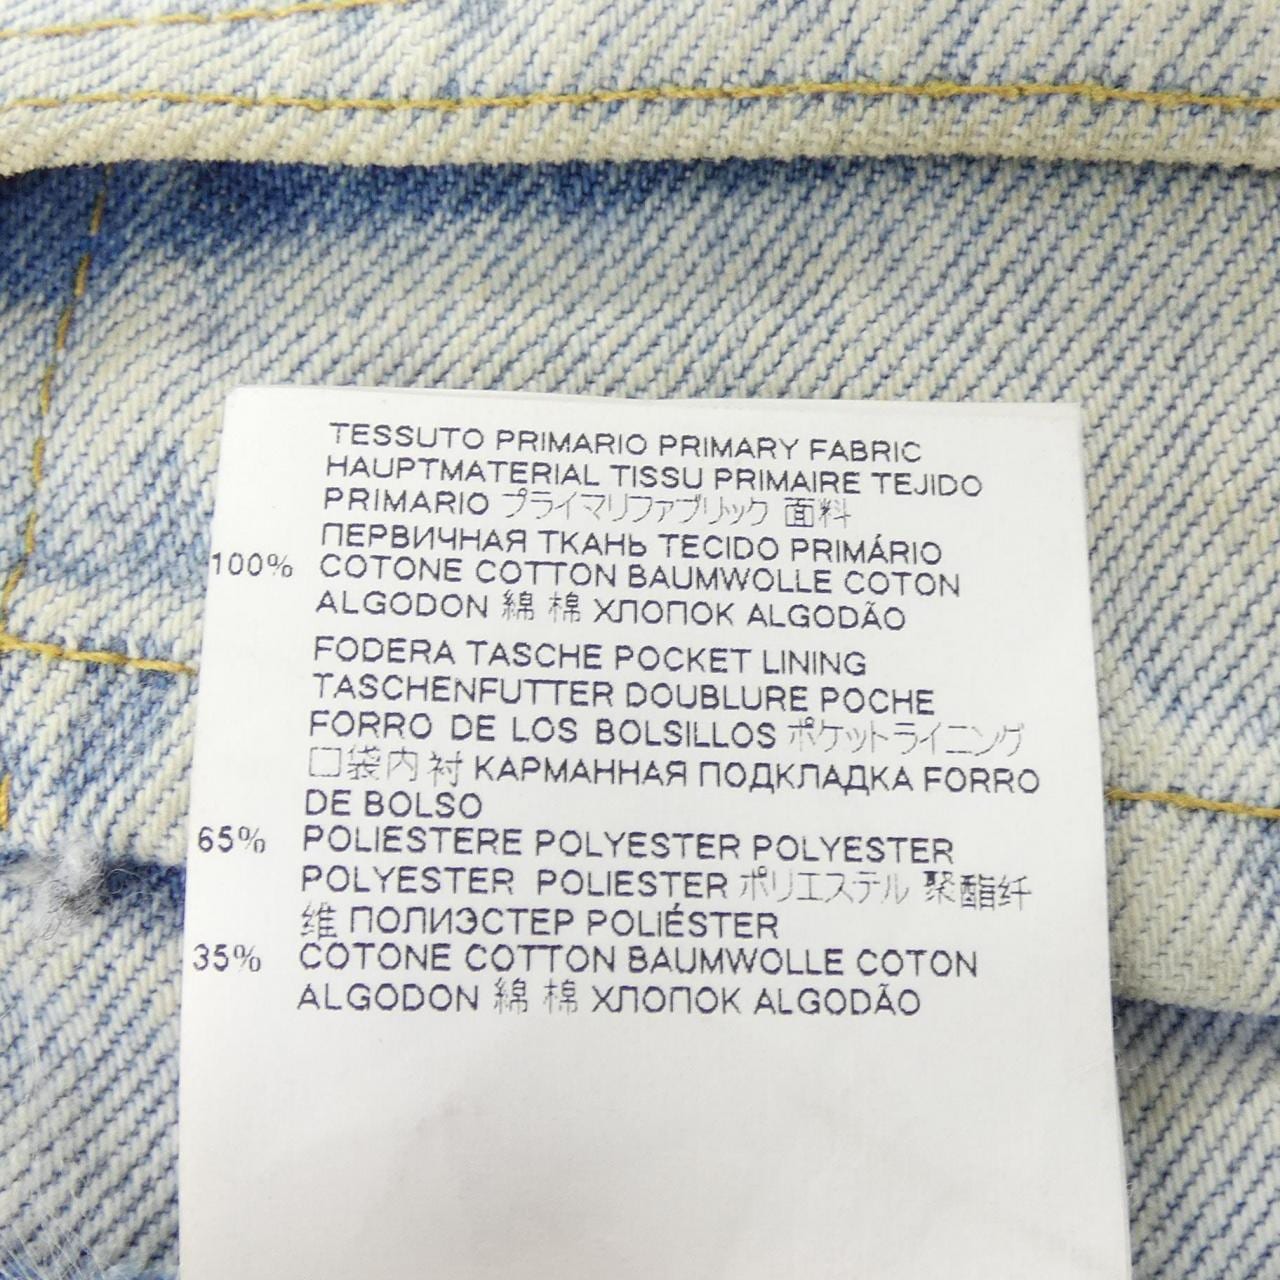 TESSUTO PRIMARIO PRIMARY FABRIC
HAUPTMATERIAL TISSU PRIMAIRE TEJIDO
PRIMARIO プライマリファブリック 面料
ПЕРВИЧНАЯ ТКАНЬ TECIDO PRIMÁRIO
100% COTONE COTTON BAUMWOLLE COTON
ALGODON 綿 棉 ХЛОПОК ALGODÃO
FODERA TASCHE POCKET LINING
TASCHENFUTTER DOUBLURE POCHE
FORRO DE LOS BOLSILLOS ポケットライニング
口袋内衬 КАРМАННАЯ ПОДКЛАДКА FORRO
DE BOLSO
65% POLIESTERE POLYESTER POLYESTER
POLYESTER POLIESTER ポリエステル 聚酯纤
维 ПОЛИЭСТЕР POLIÉSTER
35% COTONE COTTON BAUMWOLLE COTON
ALGODON 綿 棉 ХЛОПОК ALGODÃO